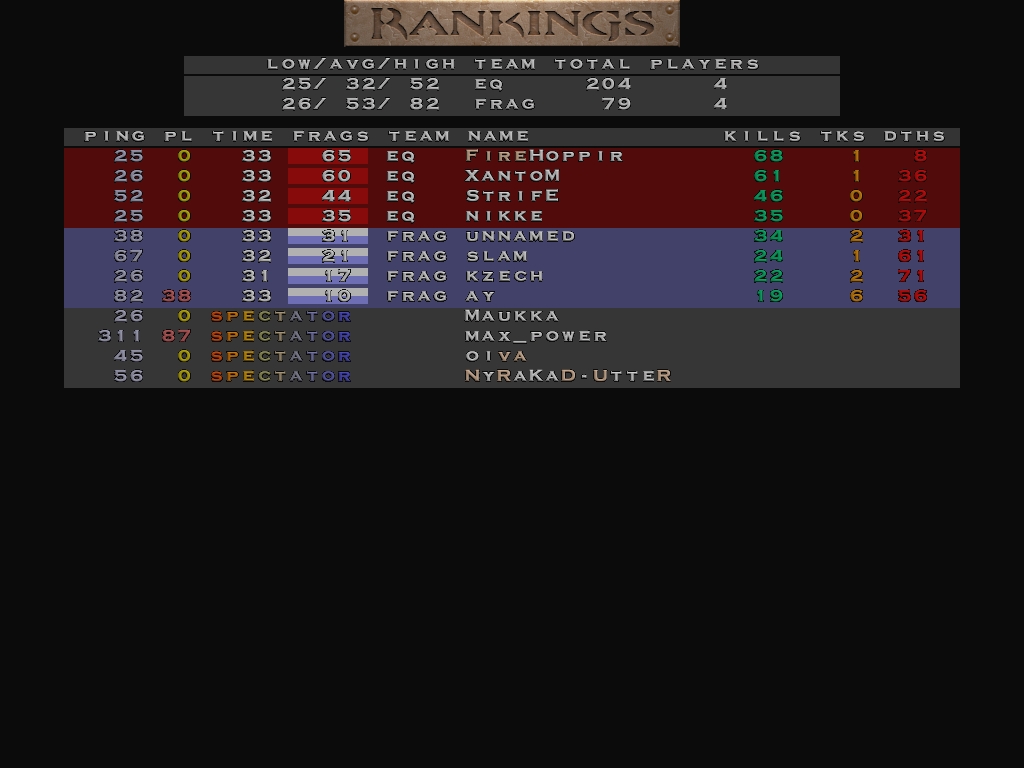 RANKINGS
LOW/AVG/HIGH TEAM TOTAL PLAYERS
25/ 32/ 52 EQ 204 4
26/ 53/ 82 FRAG 79 4
PING PL TIME FRAGS TEAM NAME KILLS TKS DTHS
25 0 33 65 EQ FireHoppir 68 1 8
26 0 33 60 EQ XantoM 61 1 36
52 0 32 44 EQ StrifE 46 0 22
25 0 33 35 EQ NIKKE 35 0 37
38 0 33 31 FRAG UNNAMED 34 2 31
67 0 32 21 FRAG SLAM 24 1 61
26 0 31 17 FRAG KZECH 22 2 71
82 38 33 10 FRAG AY 19 6 56
26 0 SPECTATOR Maukka
311 87 SPECTATOR Max_power
45 0 SPECTATOR oiva
56 0 SPECTATOR NyRaKaD-UtteR